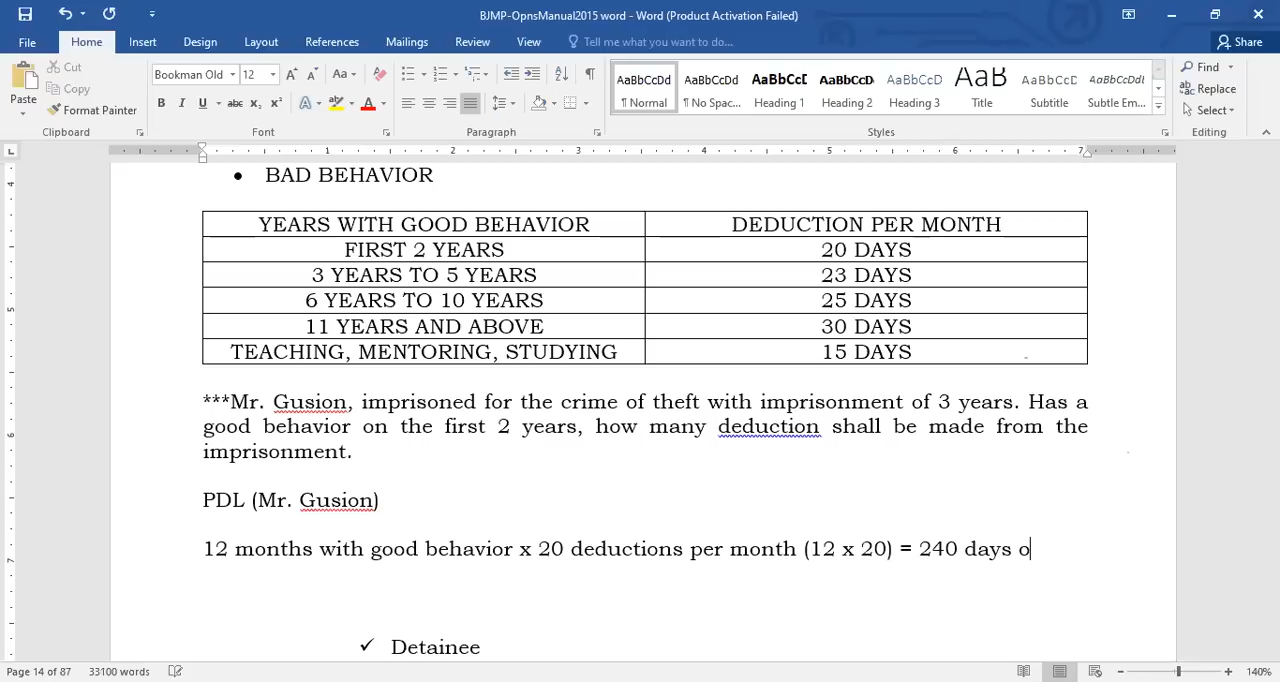 BJMP-OpnsManual2015 word - Word (Product Activation Failed)
File Home Insert Design Layout References Mailings Review View Tell me what you want to do... Share
Cut
Copy
Paste
Format Painter
Clipboard
Bookman Old 12
Font
Paragraph
AaBbCcDd AaBbCcDd AaBbCcI AaBbCcD AaBbCcDd AaB AaBbCcD AaBbCcDdI
¶ Normal ¶ No Spac... Heading 1 Heading 2 Heading 3 Title Subtitle Subtle Em...
Styles
Find
Replace
Select
Editing
1 2 3 4 5 6 7
• BAD BEHAVIOR
YEARS WITH GOOD BEHAVIOR DEDUCTION PER MONTH
FIRST 2 YEARS 20 DAYS
3 YEARS TO 5 YEARS 23 DAYS
6 YEARS TO 10 YEARS 25 DAYS
11 YEARS AND ABOVE 30 DAYS
TEACHING, MENTORING, STUDYING 15 DAYS
***Mr. Gusion, imprisoned for the crime of theft with imprisonment of 3 years. Has a
good behavior on the first 2 years, how many deduction shall be made from the
imprisonment.
PDL (Mr. Gusion)
12 months with good behavior x 20 deductions per month (12 x 20) = 240 days o
✓ Detainee
Page 14 of 87 33100 words 140%